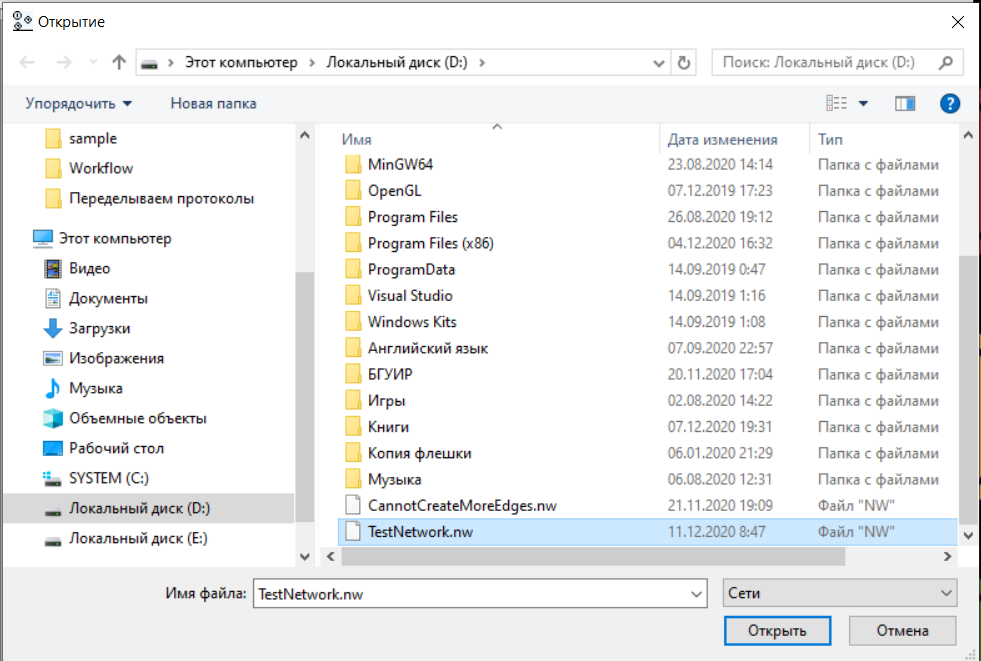 Открытие
Этот компьютер > Локальный диск (D:) >
Поиск: Локальный диск (D:)
Упорядочить
Новая папка
sample
Workflow
Переделываем протоколы
Этот компьютер
Видео
Документы
Загрузки
Изображения
Музыка
Объемные объекты
Рабочий стол
SYSTEM (C:)
Локальный диск (D:)
Локальный диск (E:)
Имя Дата изменения Тип
MinGW64 23.08.2020 14:14 Папка с файлами
OpenGL 07.12.2019 17:23 Папка с файлами
Program Files 26.08.2020 19:12 Папка с файлами
Program Files (x86) 04.12.2020 16:32 Папка с файлами
ProgramData 14.09.2019 0:47 Папка с файлами
Visual Studio 14.09.2019 1:16 Папка с файлами
Windows Kits 14.09.2019 1:08 Папка с файлами
Английский язык 07.09.2020 22:57 Папка с файлами
БГУИР 20.11.2020 17:04 Папка с файлами
Игры 02.08.2020 14:22 Папка с файлами
Книги 07.12.2020 19:31 Папка с файлами
Копия флешки 06.01.2020 21:29 Папка с файлами
Музыка 06.08.2020 12:31 Папка с файлами
CannotCreateMoreEdges.nw 21.11.2020 19:09 Файл "NW"
TestNetwork.nw 11.12.2020 8:47 Файл "NW"
Имя файла: TestNetwork.nw Сети
Открыть Отмена